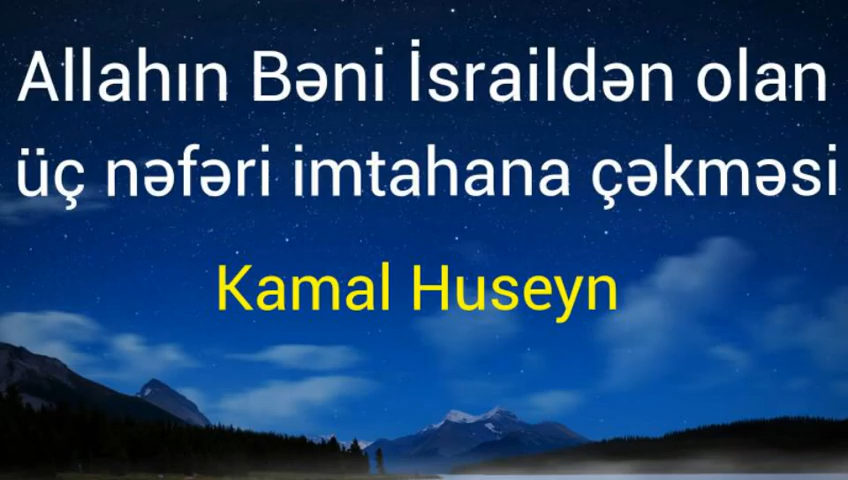 Allahın Bəni İsraildən olan
üç nəfəri imtahana çəkməsi
Kamal Huseyn